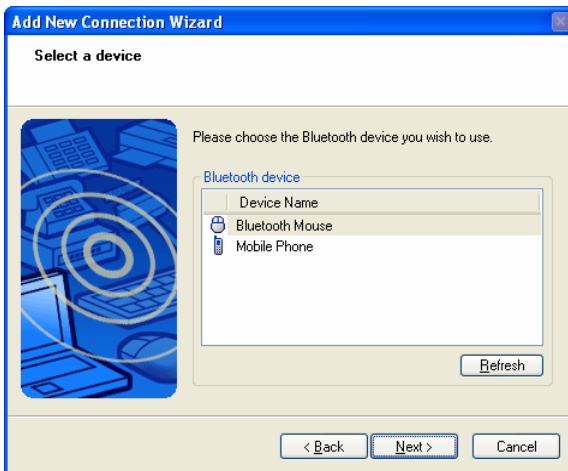 Add New Connection Wizard
Select a device
Please choose the Bluetooth device you wish to use.
Bluetooth device
Device Name
Bluetooth Mouse
Mobile Phone
Refresh
< Back Next > Cancel